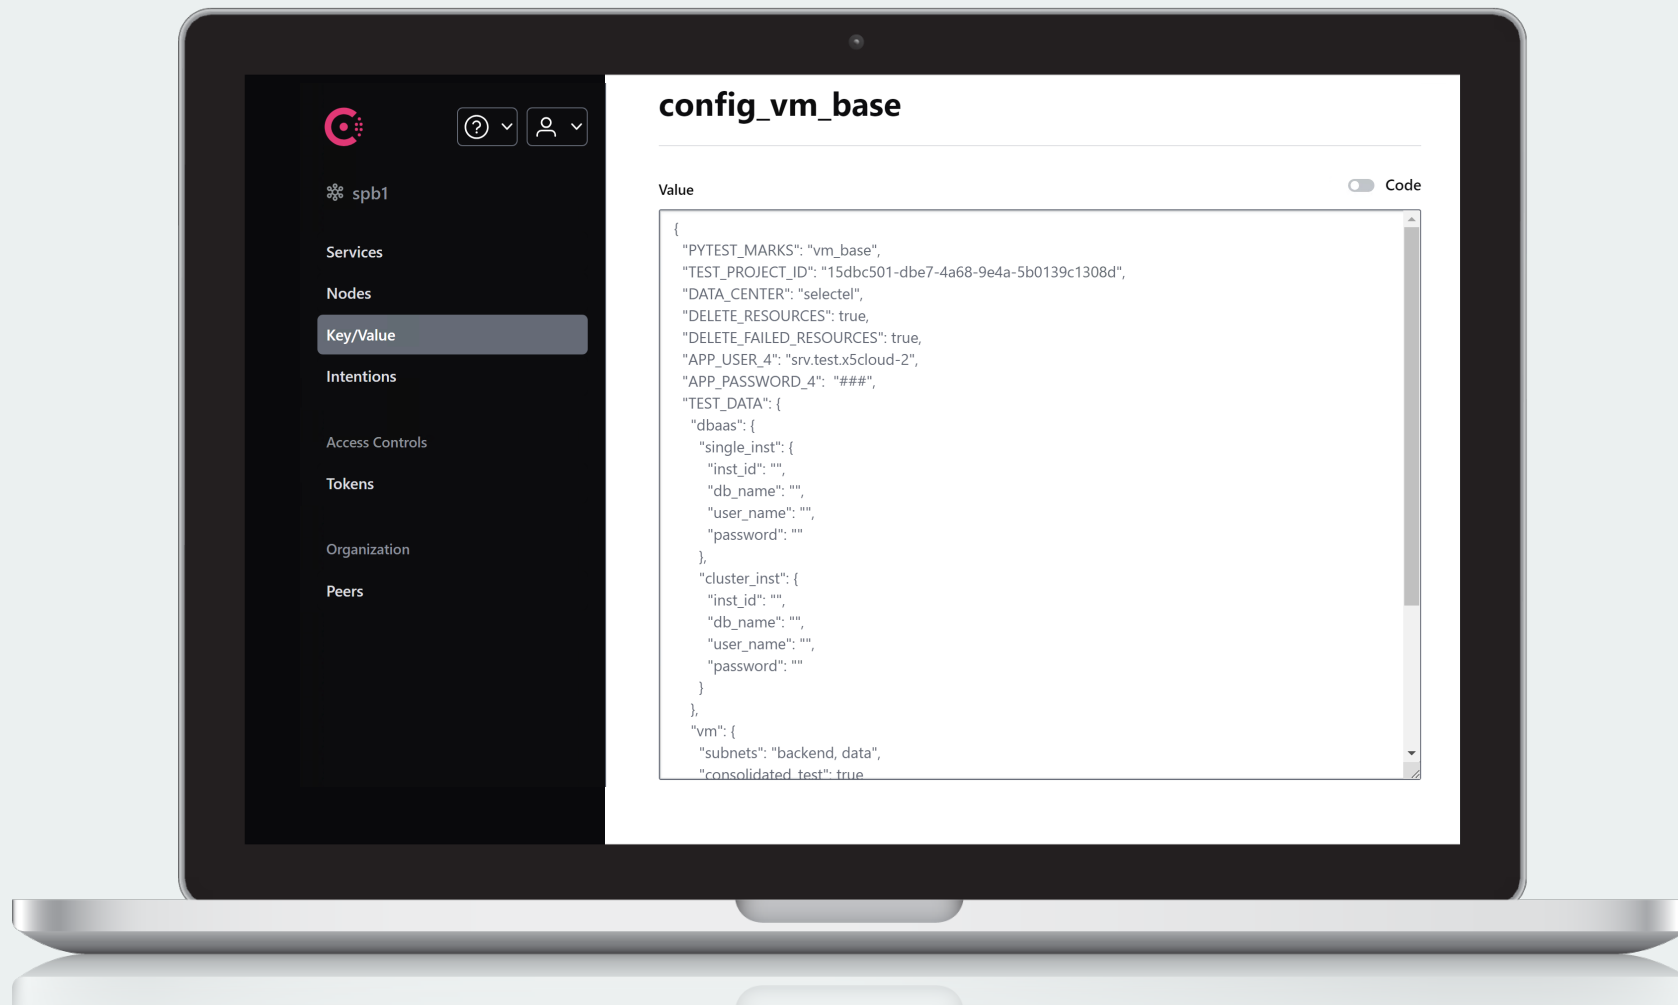 config_vm_base
spb1
Value
Code
Services
Nodes
Key/Value
Intentions
Access Controls
Tokens
Organization
Peers
{
"PYTEST_MARKS": "vm_base",
"TEST_PROJECT_ID": "15dbc501-dbe7-4a68-9e4a-5b0139c1308d",
"DATA_CENTER": "selectel",
"DELETE_RESOURCES": true,
"DELETE_FAILED_RESOURCES": true,
"APP_USER_4": "srv.test.x5cloud-2",
"APP_PASSWORD_4":  "###",
"TEST_DATA": {
"dbaas": {
"single_inst": {
"inst_id": "",
"db_name": "",
"user_name": "",
"password": ""
},
"cluster_inst": {
"inst_id": "",
"db_name": "",
"user_name": "",
"password": ""
}
},
"vm": {
"subnets": "backend, data",
"consolidated_test": true